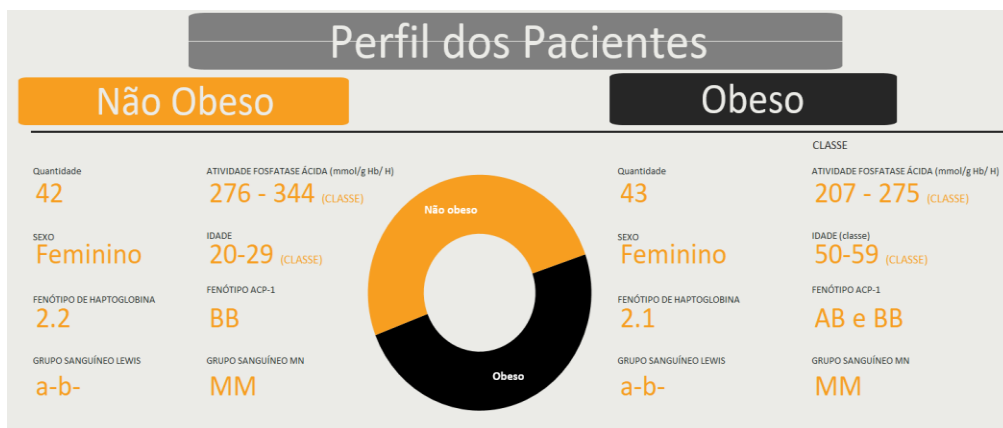 Perfil dos Pacientes
Não Obeso
Obeso
Quantidade
42
ATIVIDADE FOSFATASE ÁCIDA (mmol/g Hb/ H)
276 - 344 (CLASSE)
SEXO
Feminino
IDADE
20-29 (CLASSE)
FENÓTIPO DE HAPTOGLOBINA
2.2
FENÓTIPO ACP-1
BB
GRUPO SANGUÍNEO LEWIS
a-b-
GRUPO SANGUÍNEO MN
MM
Não obeso
Obeso
CLASSE
Quantidade
43
ATIVIDADE FOSFATASE ÁCIDA (mmol/g Hb/ H)
207 - 275 (CLASSE)
SEXO
Feminino
IDADE (classe)
50-59 (CLASSE)
FENÓTIPO DE HAPTOGLOBINA
2.1
FENÓTIPO ACP-1
AB e BB
GRUPO SANGUÍNEO LEWIS
a-b-
GRUPO SANGUÍNEO MN
MM